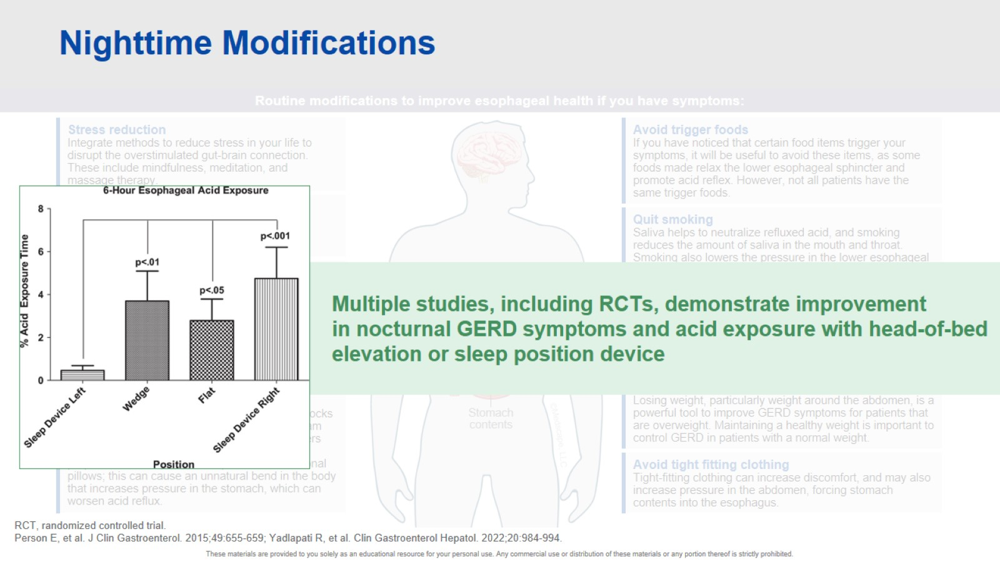 Nighttime Modifications
Routine modifications to improve esophageal health if you have symptoms:
Stress reduction
Integrate methods to reduce stress in your life to
disrupt the overstimulated gut-brain connection.
These include mindfulness, meditation, and
massage therapy.
6-Hour Esophageal Acid Exposure
% Acid Exposure Time
8
6
4
2
0
p<.01
p<.05
p<.001
Sleep Device Left
Wedge
Flat
Sleep Device Right
Position
pillows; this can cause an unnatural bend in the body
that increases pressure in the stomach, which can
worsen acid reflux.
Stomach
contents
©Medscape, LLC
Avoid trigger foods
If you have noticed that certain food items trigger your
symptoms, it will be useful to avoid these items, as some
foods made relax the lower esophageal sphincter and
promote acid reflex. However, not all patients have the
same trigger foods.
Quit smoking
Saliva helps to neutralize refluxed acid, and smoking
reduces the amount of saliva in the mouth and throat.
Smoking also lowers the pressure in the lower esophageal
Multiple studies, including RCTs, demonstrate improvement
in nocturnal GERD symptoms and acid exposure with head-of-bed
elevation or sleep position device
Losing weight, particularly weight around the abdomen, is a
powerful tool to improve GERD symptoms for patients that
are overweight. Maintaining a healthy weight is important to
control GERD in patients with a normal weight.
Avoid tight fitting clothing
Tight-fitting clothing can increase discomfort, and may also
increase pressure in the abdomen, forcing stomach
contents into the esophagus.
RCT, randomized controlled trial.
Person E, et al. J Clin Gastroenterol. 2015;49:655-659; Yadlapati R, et al. Clin Gastroenterol Hepatol. 2022;20:984-994.
These materials are provided to you solely as an educational resource for your personal use. Any commercial use or distribution of these materials or any portion thereof is strictly prohibited.